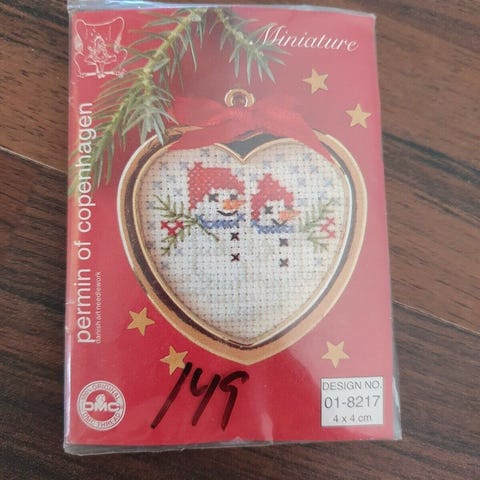 Miniature
permin of copenhagen
danish art needlework
DMC
149
DESIGN NO.
01-8217
4 x 4 cm